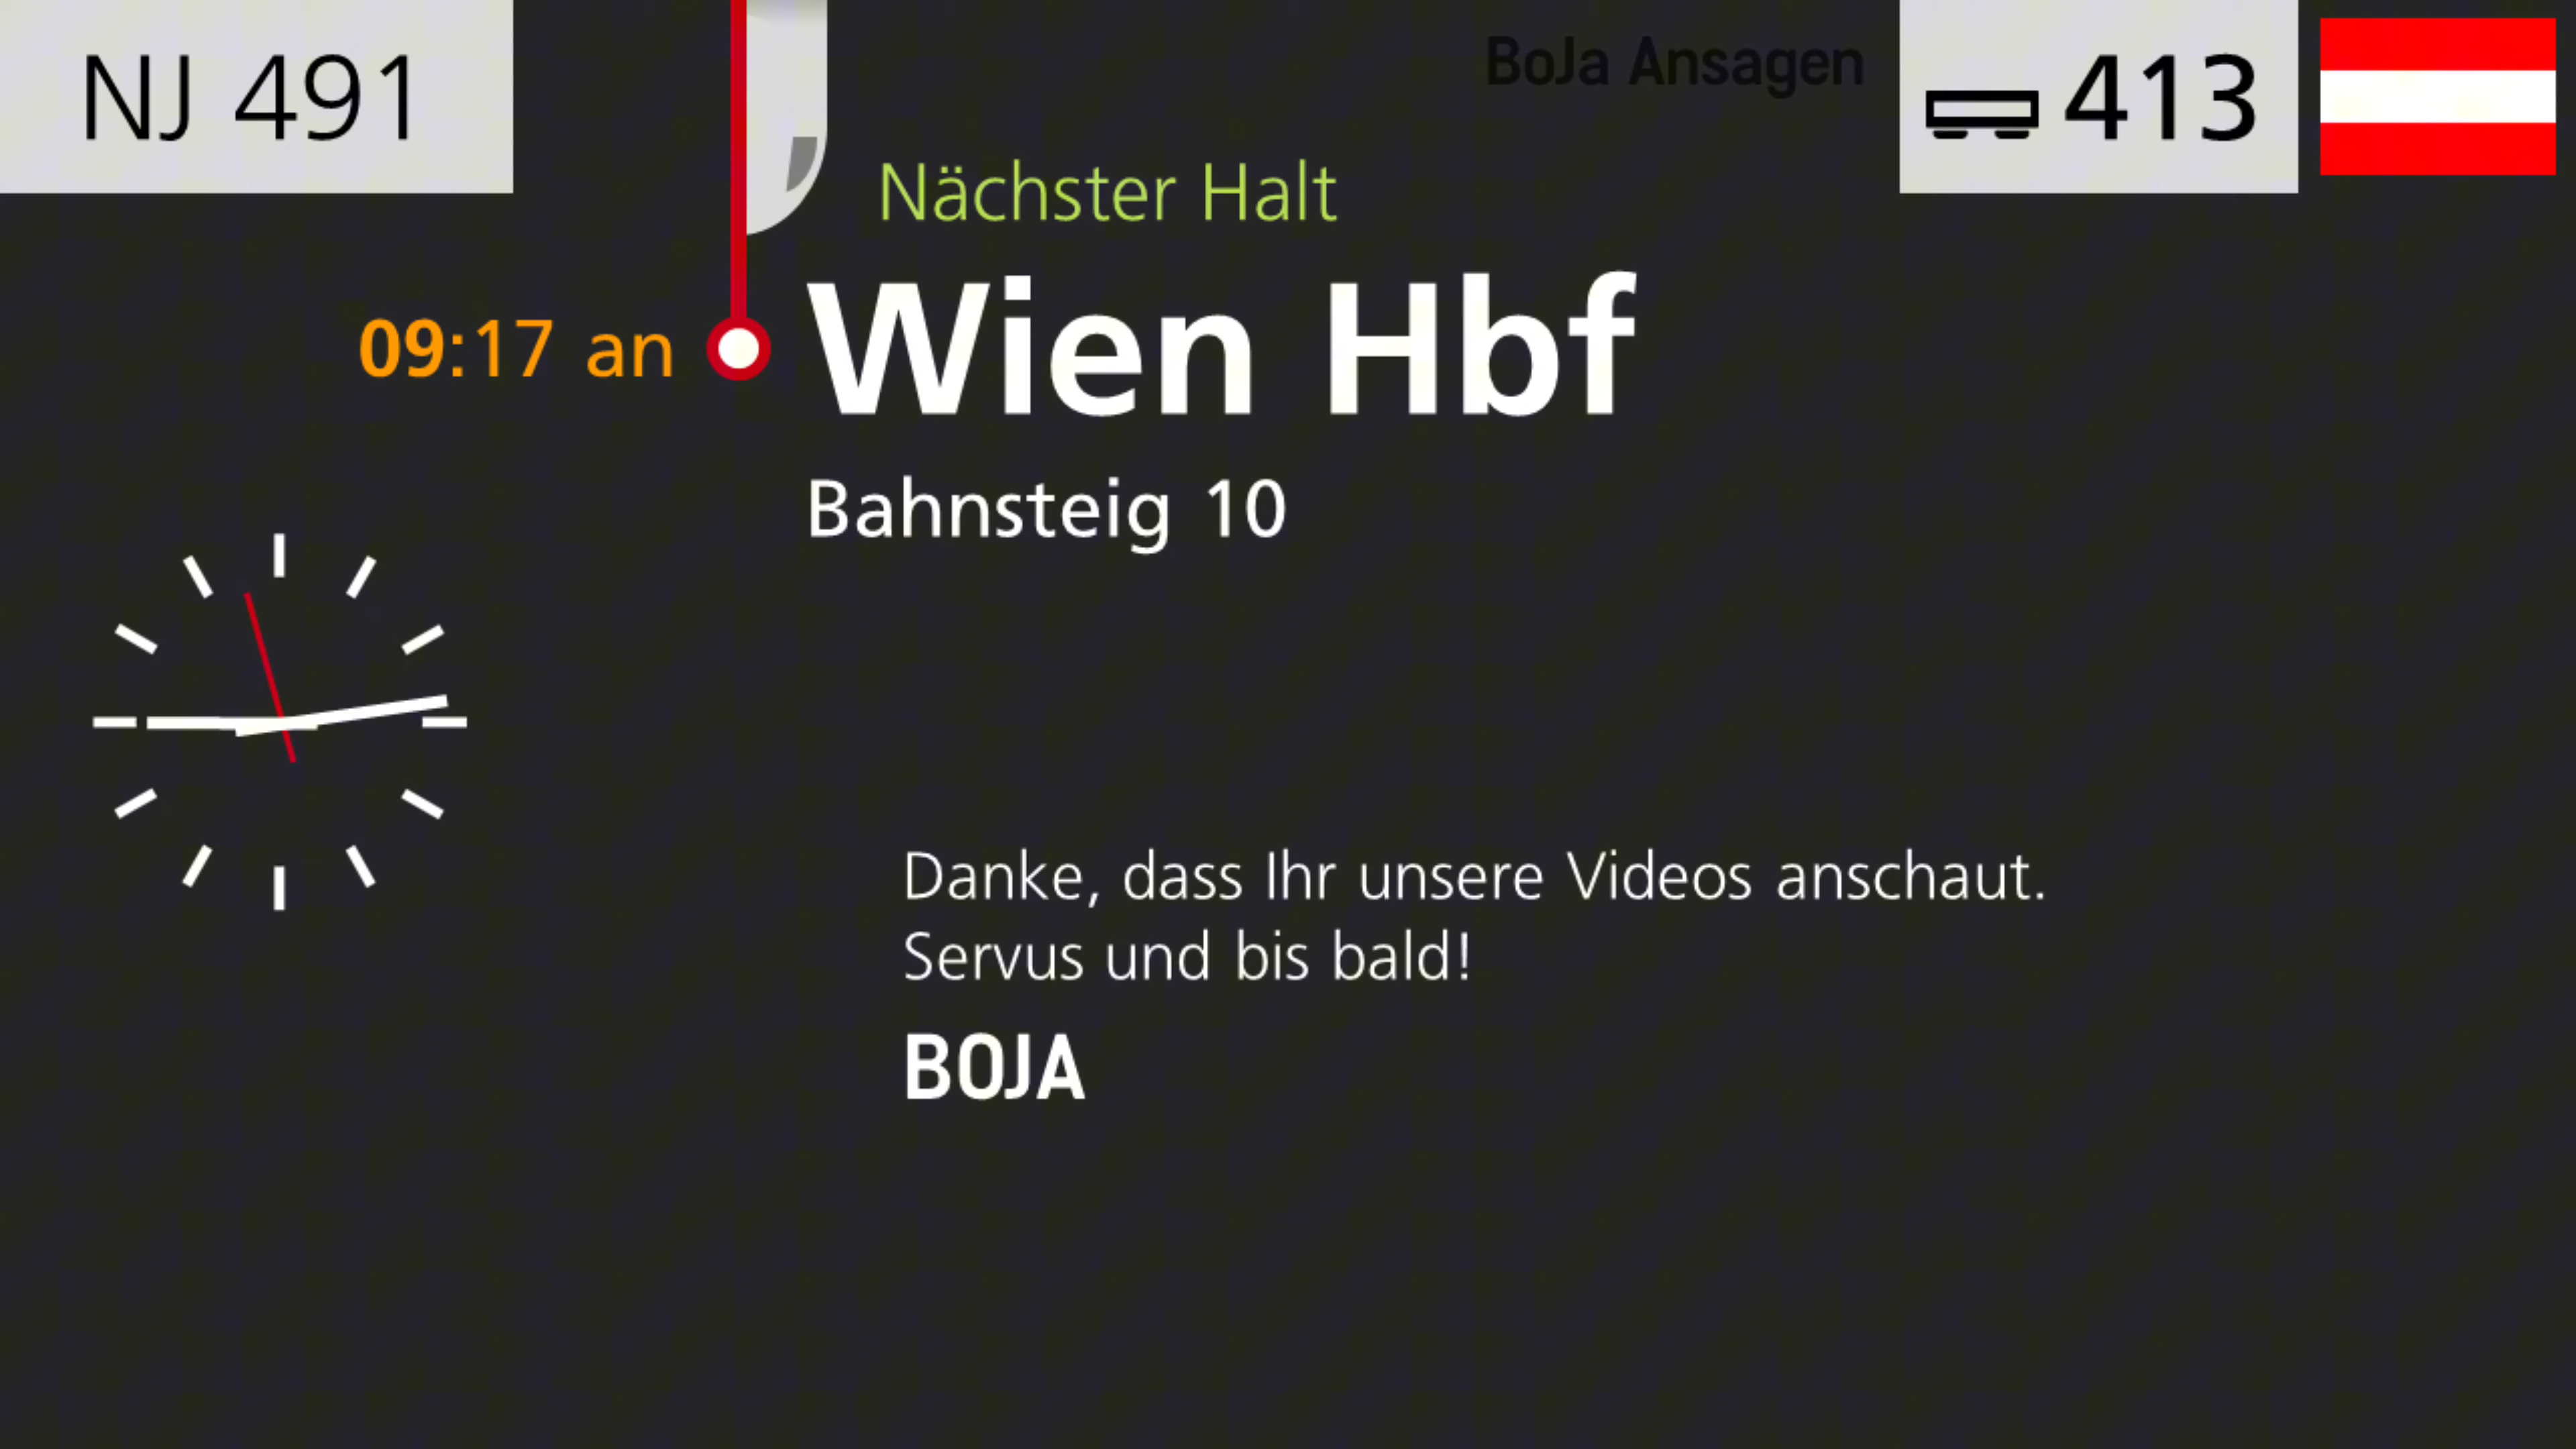 NJ 491
BoJa Ansagen
413
Nächster Halt
09:17 an
Wien Hbf
Bahnsteig 10
Danke, dass Ihr unsere Videos anschaut.
Servus und bis bald!
BOJA